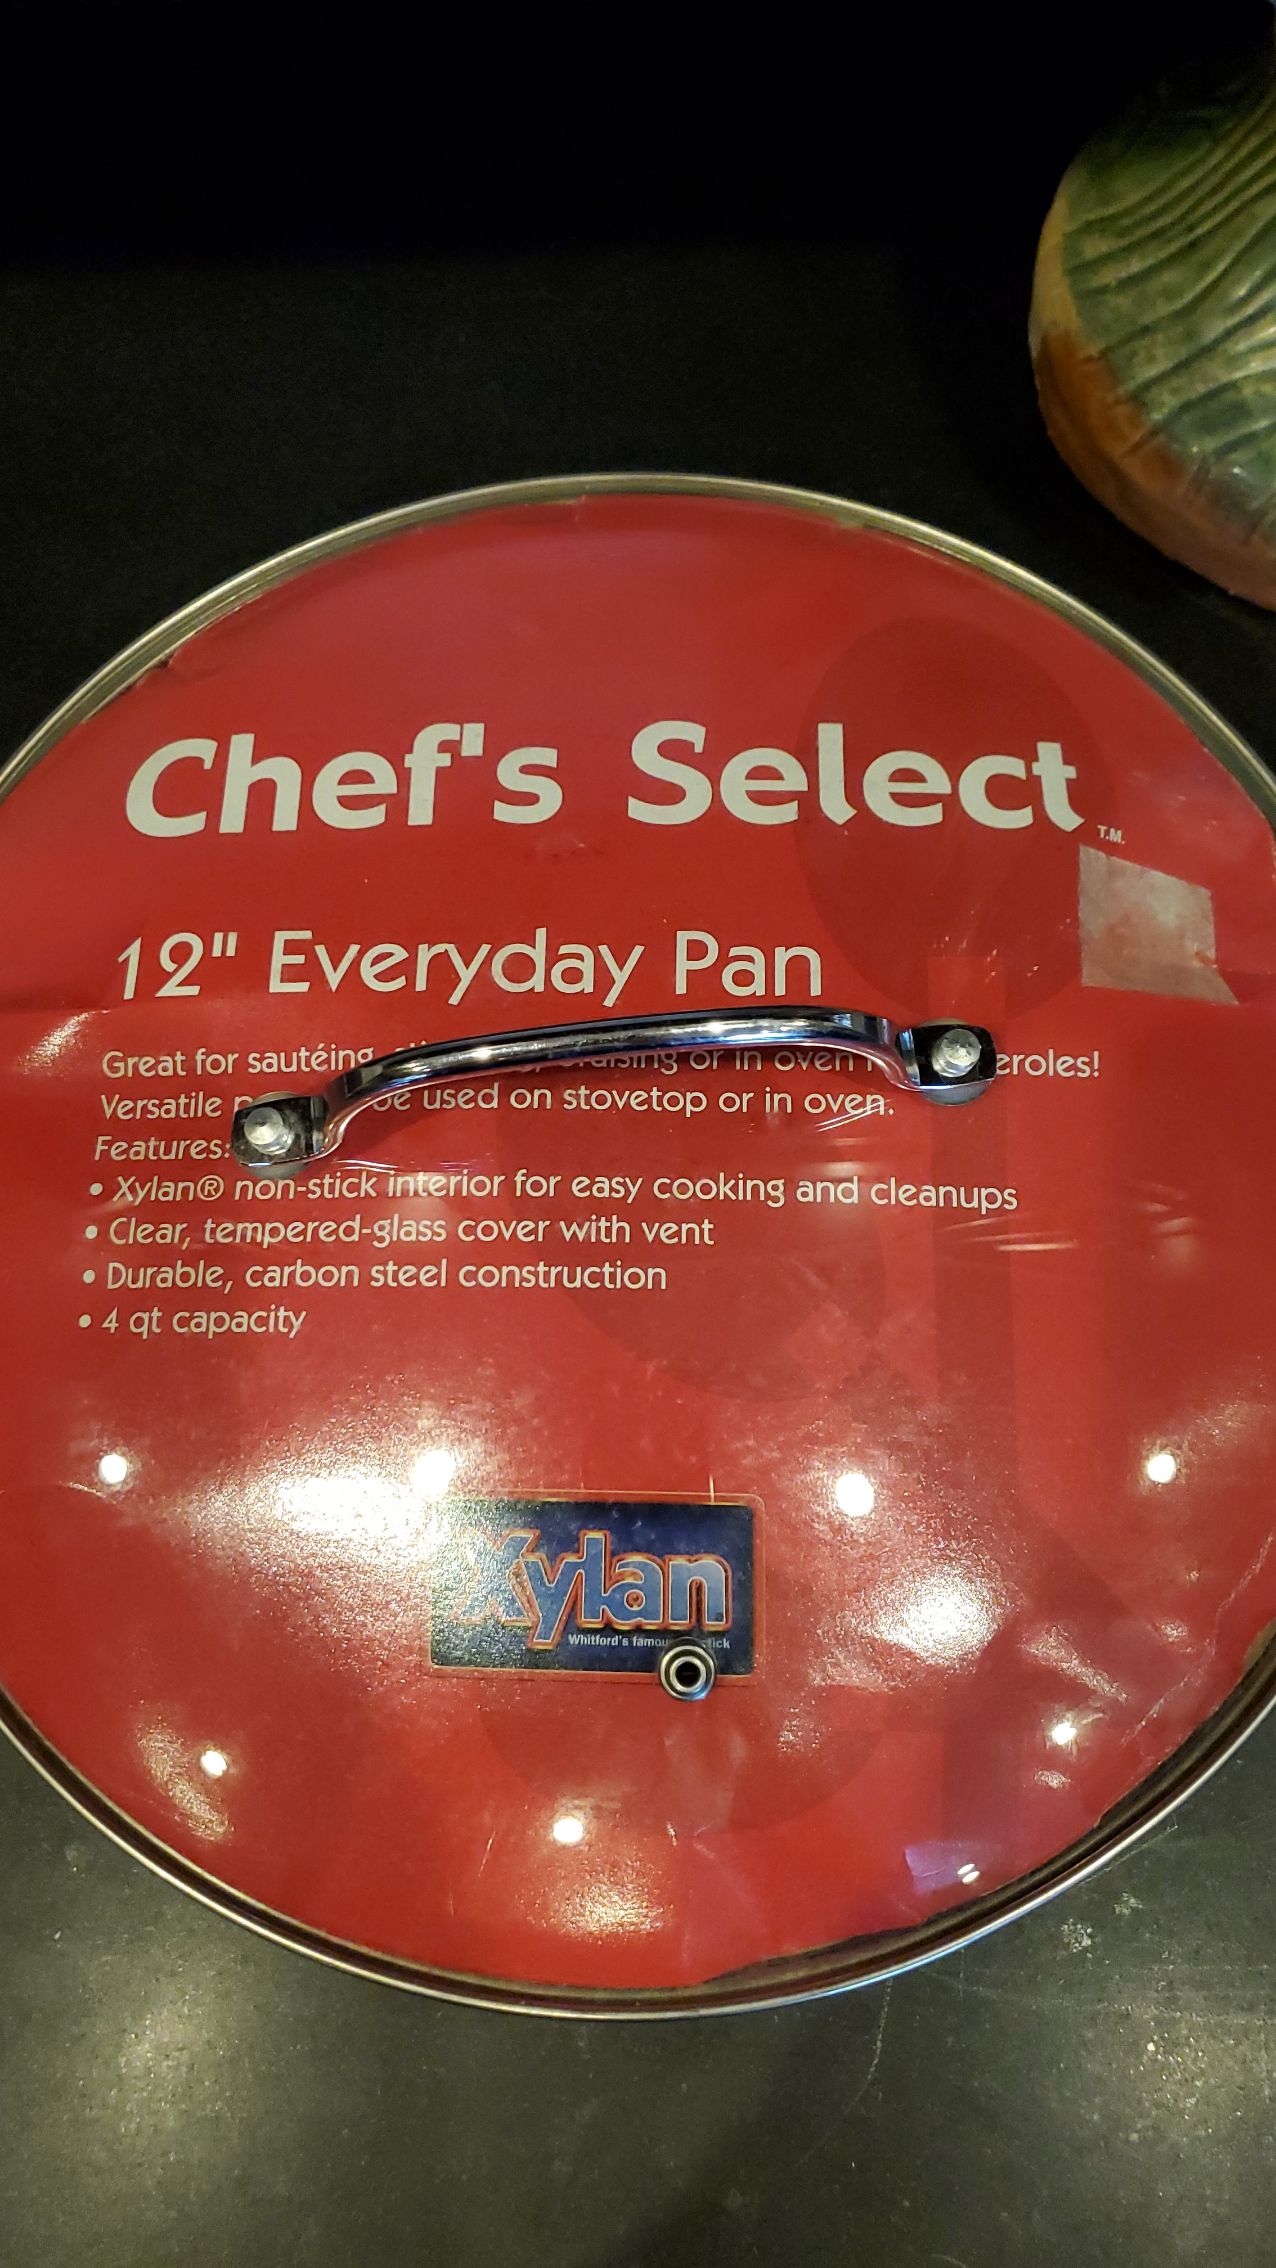 Chef's Select
T.M.
12" Everyday Pan
Great for sautéing or in oven eroles!
Versatile be used on stovetop or in oven.
Features:
• Xylan® non-stick interior for easy cooking and cleanups
• Clear, tempered-glass cover with vent
• Durable, carbon steel construction
• 4 qt capacity
Xylan
Whitford's